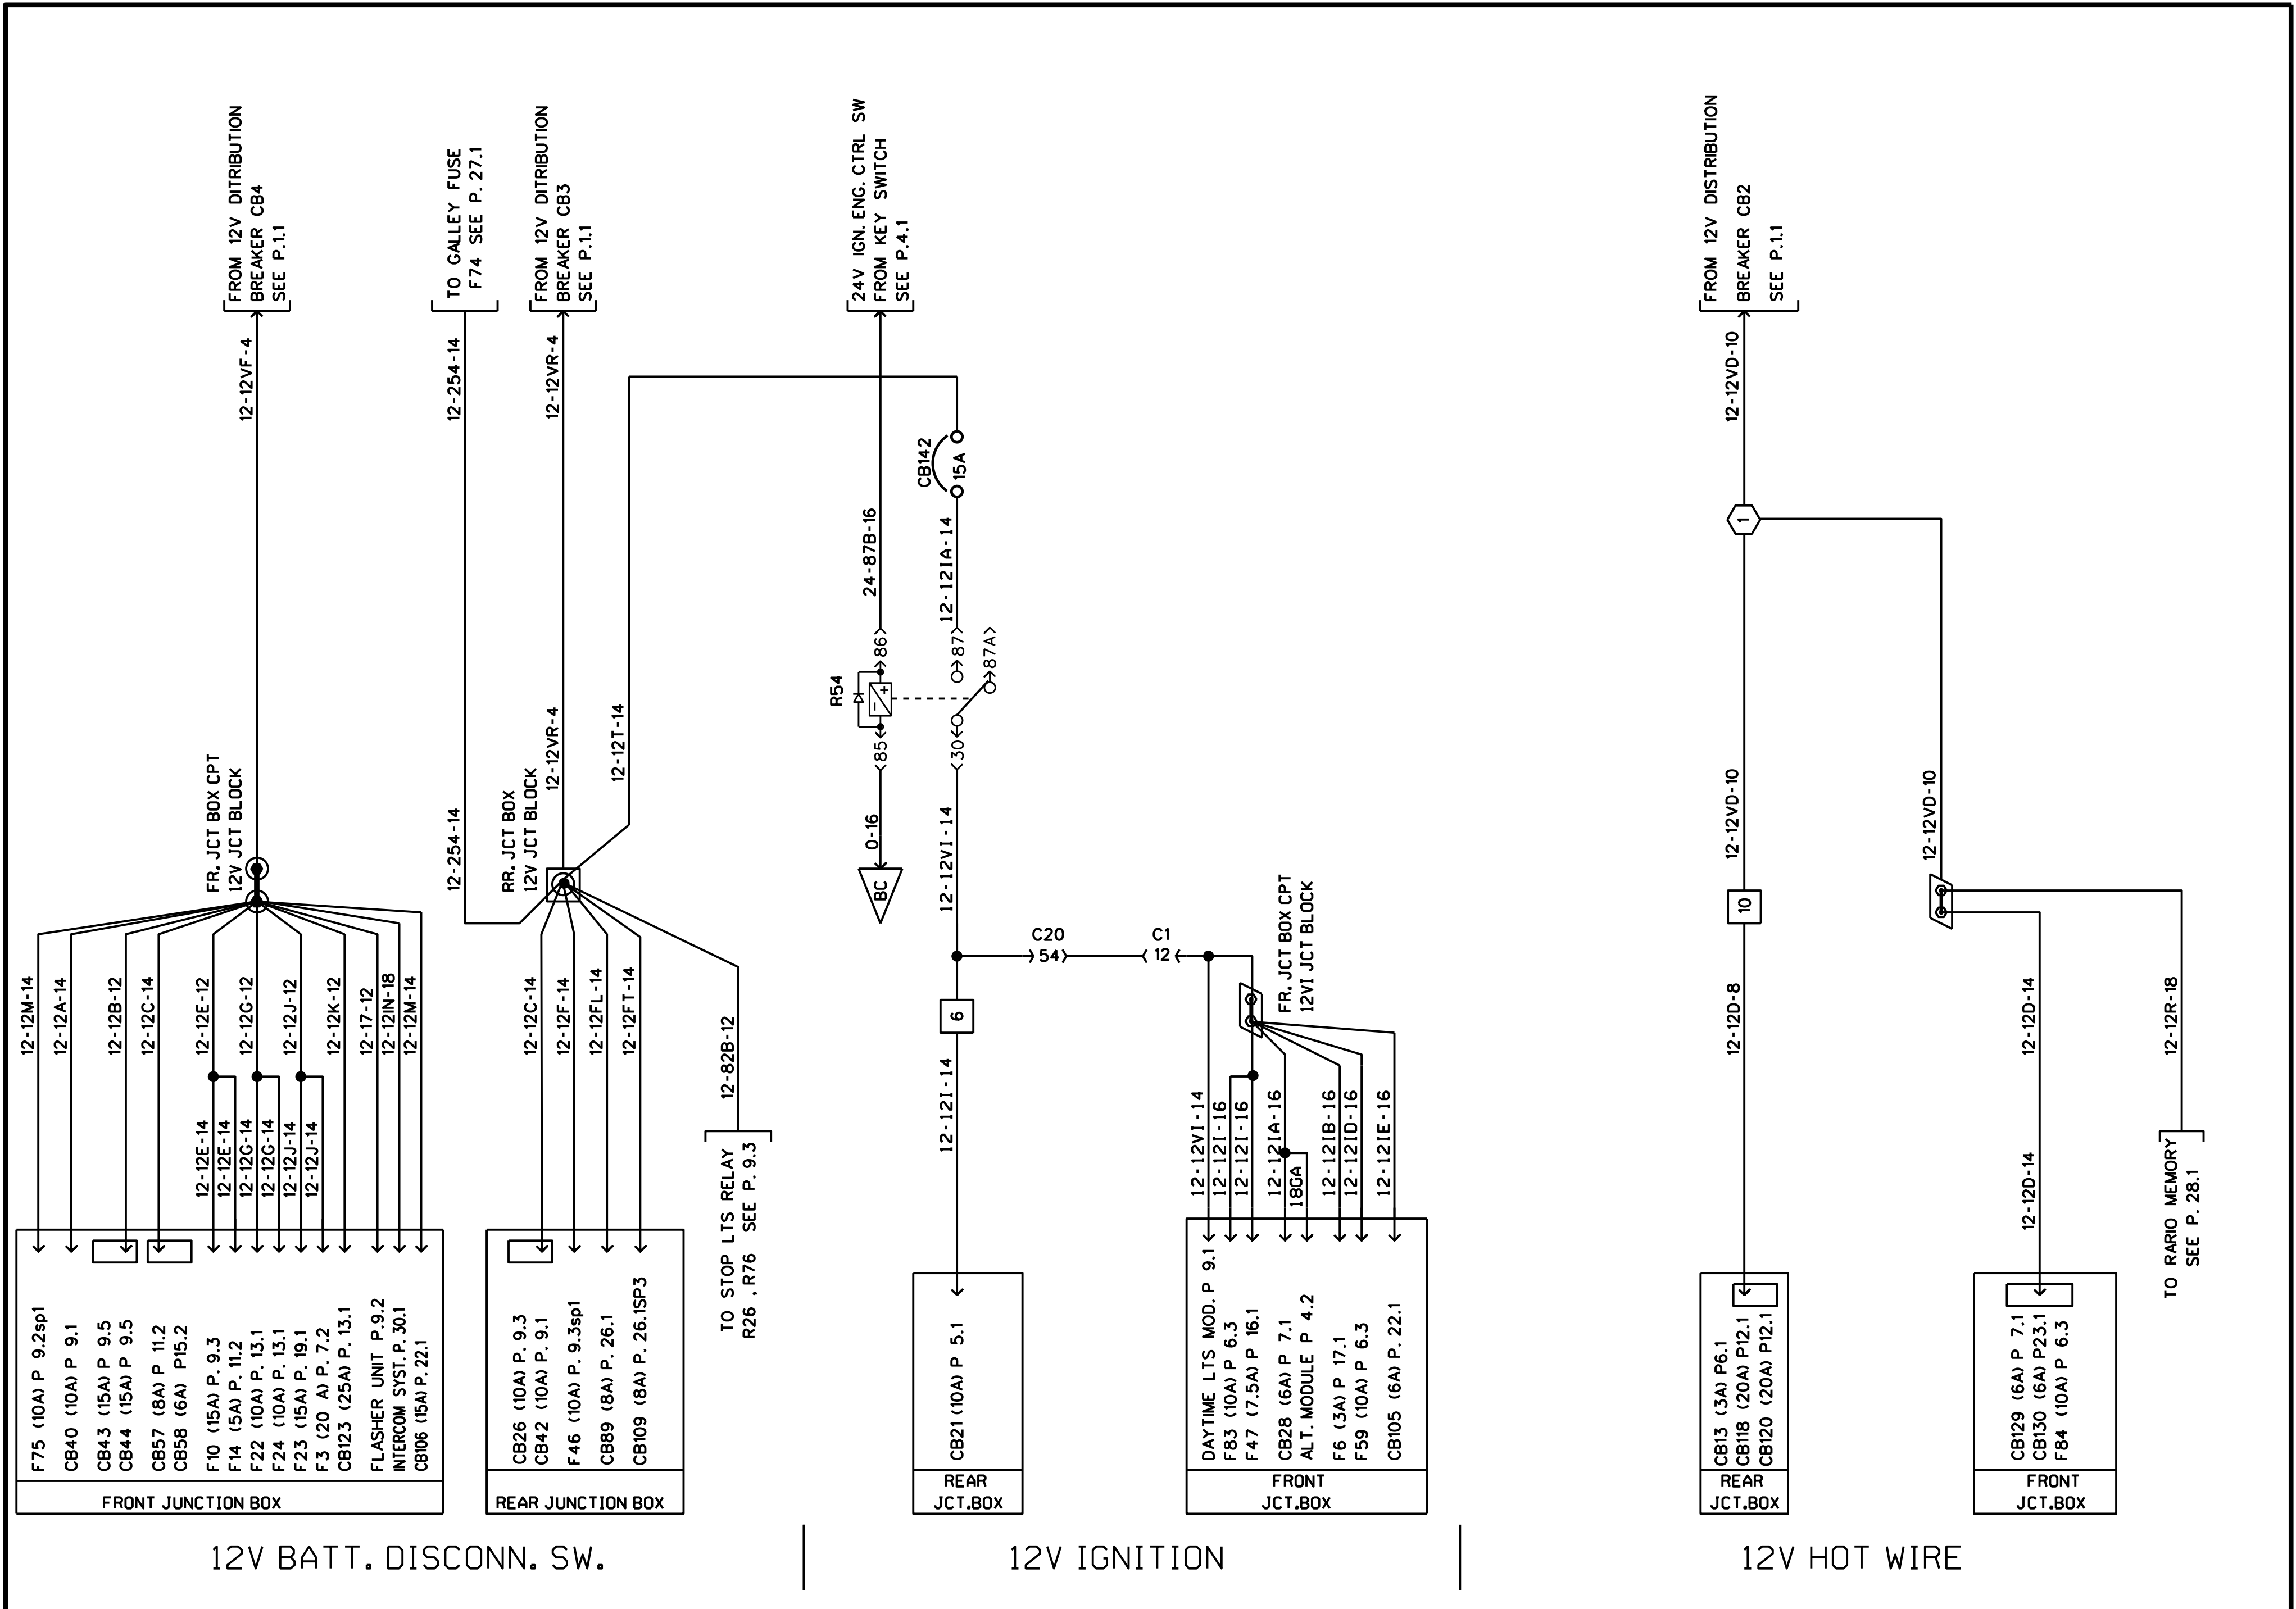 FROM 12V DITRIBUTION
BREAKER CB4
SEE P.1.1
12-12VF-4
FR. JCT BOX CPT
12V JCT BLOCK
12-12M-14
12-12A-14
12-12B-12
12-12C-14
12-12E-12
12-12G-12
12-12J-12
12-12K-12
12-17-12
12-12IN-18
12-12M-14
12-12E-14
12-12E-14
12-12G-14
12-12G-14
12-12J-14
12-12J-14
F75 (10A) P 9.2sp1
CB40 (10A) P 9.1
CB43 (15A) P 9.5
CB44 (15A) P 9.5
CB57 (8A) P 11.2
CB58 (6A) P15.2
F10 (15A) P. 9.3
F14 (5A) P. 11.2
F22 (10A) P. 13.1
F24 (10A) P. 13.1
F23 (15A) P. 19.1
F3 (20 A) P. 7.2
CB123 (25A) P. 13.1
FLASHER UNIT P.9.2
INTERCOM SYST. P. 30.1
CB106 (15A) P. 22.1
FRONT JUNCTION BOX
TO GALLEY FUSE
F74 SEE P. 27.1
12-254-14
12-254-14
FROM 12V DITRIBUTION
BREAKER CB3
SEE P.1.1
12-12VR-4
12-12VR-4
12-12T-14
RR. JCT BOX
12V JCT BLOCK
12-12C-14
12-12F-14
12-12FL-14
12-12FT-14
12-82B-12
CB26 (10A) P. 9.3
CB42 (10A) P. 9.1
F46 (10A) P. 9.3sp1
CB89 (8A) P. 26.1
CB109 (8A) P. 26.1SP3
REAR JUNCTION BOX
TO STOP LTS RELAY
R26 , R76 SEE P. 9.3
12V BATT. DISCONN. SW.
24V IGN. ENG. CTRL SW
FROM KEY SWITCH
SEE P.4.1
CB142
15A
24-87B-16
12-12IA-14
R54
86
87
87A
85
30
0-16
BC
12-12VI-14
C20
54
C1
12
6
12-12I-14
FR. JCT BOX CPT
12VI JCT BLOCK
12-12VI-14
12-12I-16
12-12I-16
12-12IA-16
18GA
12-12IB-16
12-12ID-16
12-12IE-16
CB21 (10A) P 5.1
REAR
JCT.BOX
DAYTIME LTS MOD. P 9.1
F83 (10A) P 6.3
F47 (7.5A) P 16.1
CB28 (6A) P 7.1
ALT. MODULE P 4.2
F6 (3A) P 17.1
F59 (10A) P 6.3
CB105 (6A) P. 22.1
FRONT
JCT.BOX
12V IGNITION
FROM 12V DISTRIBUTION
BREAKER CB2
SEE P.1.1
12-12VD-10
1
12-12VD-10
12-12VD-10
10
12-12D-8
12-12D-14
12-12R-18
12-12D-14
TO RARIO MEMORY
SEE P. 28.1
CB13 (3A) P6.1
CB118 (20A) P12.1
CB120 (20A) P12.1
REAR
JCT.BOX
CB129 (6A) P 7.1
CB130 (6A) P23.1
F84 (10A) P 6.3
FRONT
JCT.BOX
12V HOT WIRE